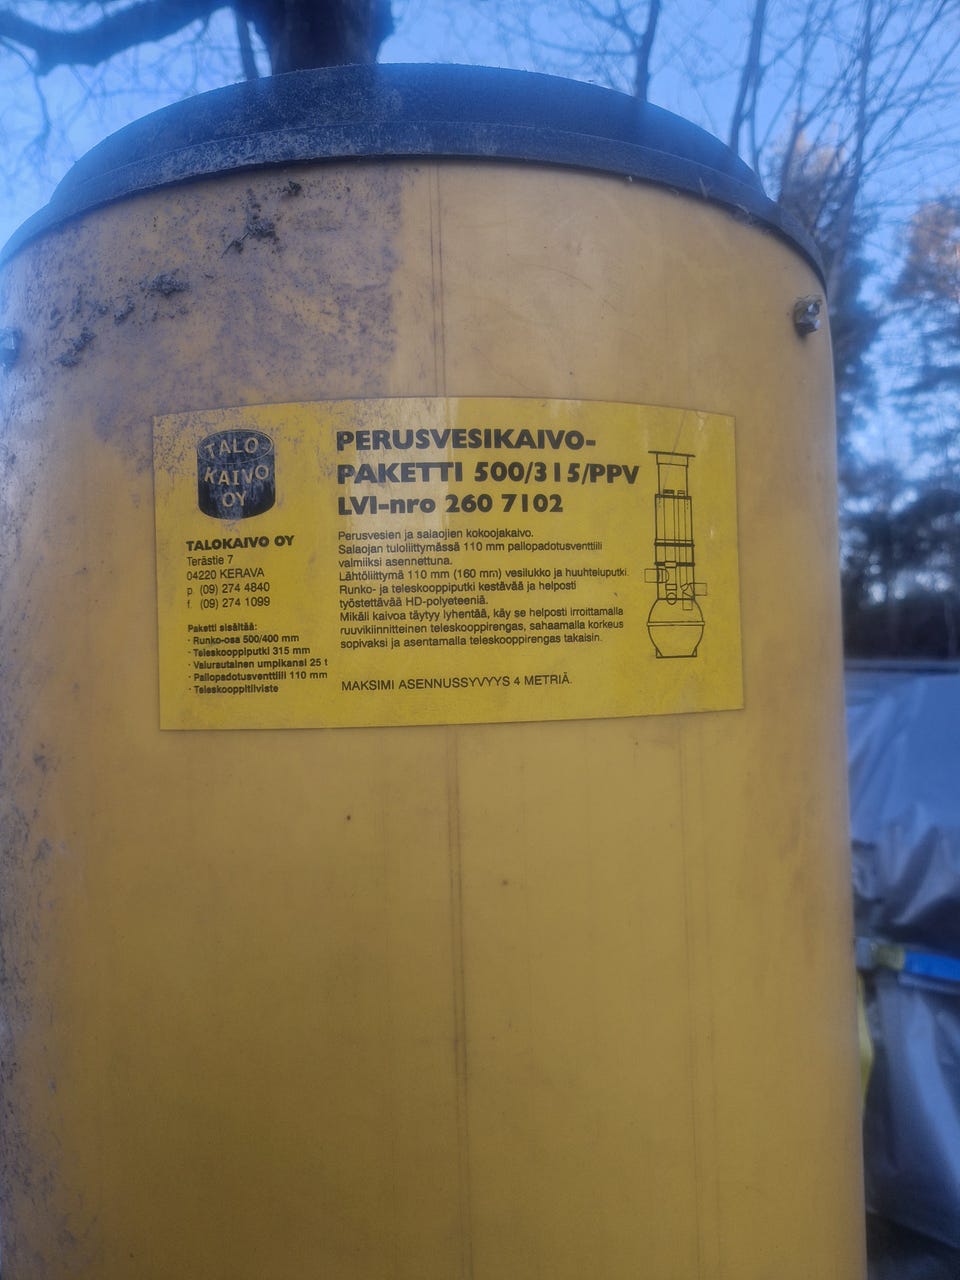 TALO-
KAIVO
OY
TALOKAIVO OY
Terästie 7
04220 KERAVA
p. (09) 274 4840
f. (09) 274 1099
Paketti sisältää:
· Runko-osa 500/400 mm
· Teleskooppiputki 315 mm
· Valurautainen umpikansi 25 t
· Pallopadotusventtiili 110 mm
· Teleskooppitiiviste
PERUSVESIKAIVO-
PAKETTI 500/315/PPV
LVI-nro 260 7102
Perusvesien ja salaojien kokoojakaivo.
Salaojan tuloliittymässä 110 mm pallopadotusventtiili
valmiiksi asennettuna.
Lähtöliittymä 110 mm (160 mm) vesilukko ja huuhteluputki.
Runko- ja teleskooppiputki kestävää ja helposti
työstettävää HD-polyeteeniä.
Mikäli kaivoa täytyy lyhentää, käy se helposti irroittamalla
ruuvikiinnitteinen teleskooppirengas, sahaamalla korkeus
sopivaksi ja asentamalla teleskooppirengas takaisin.
MAKSIMI ASENNUSSYVYYS 4 METRIÄ.